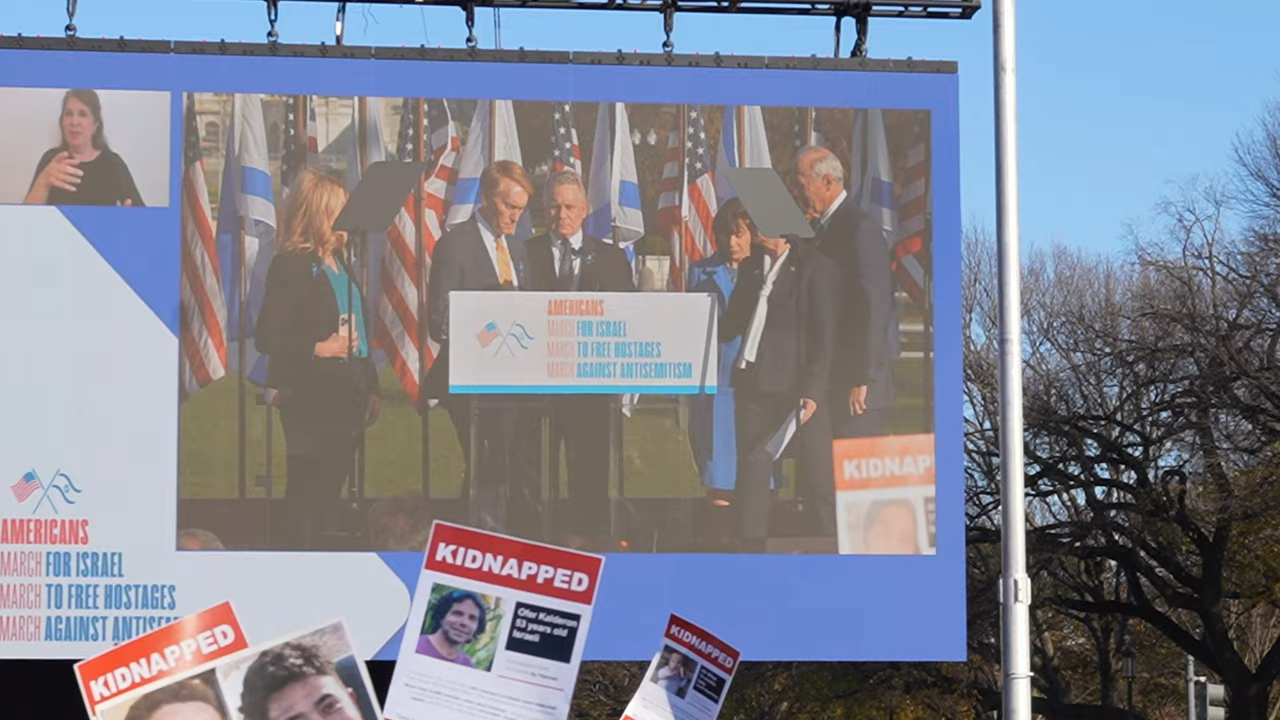 AMERICANS
MARCH FOR ISRAEL
MARCH TO FREE HOSTAGES
MARCH AGAINST ANTISEMITISM
KIDNAP
AMERICANS
MARCH FOR ISRAEL
MARCH TO FREE HOSTAGES
MARCH AGAINST ANTISE
KIDNAPPED
KIDNAPPED
Ofer Kalderon
53 years old
Israeli
KIDNAPPED